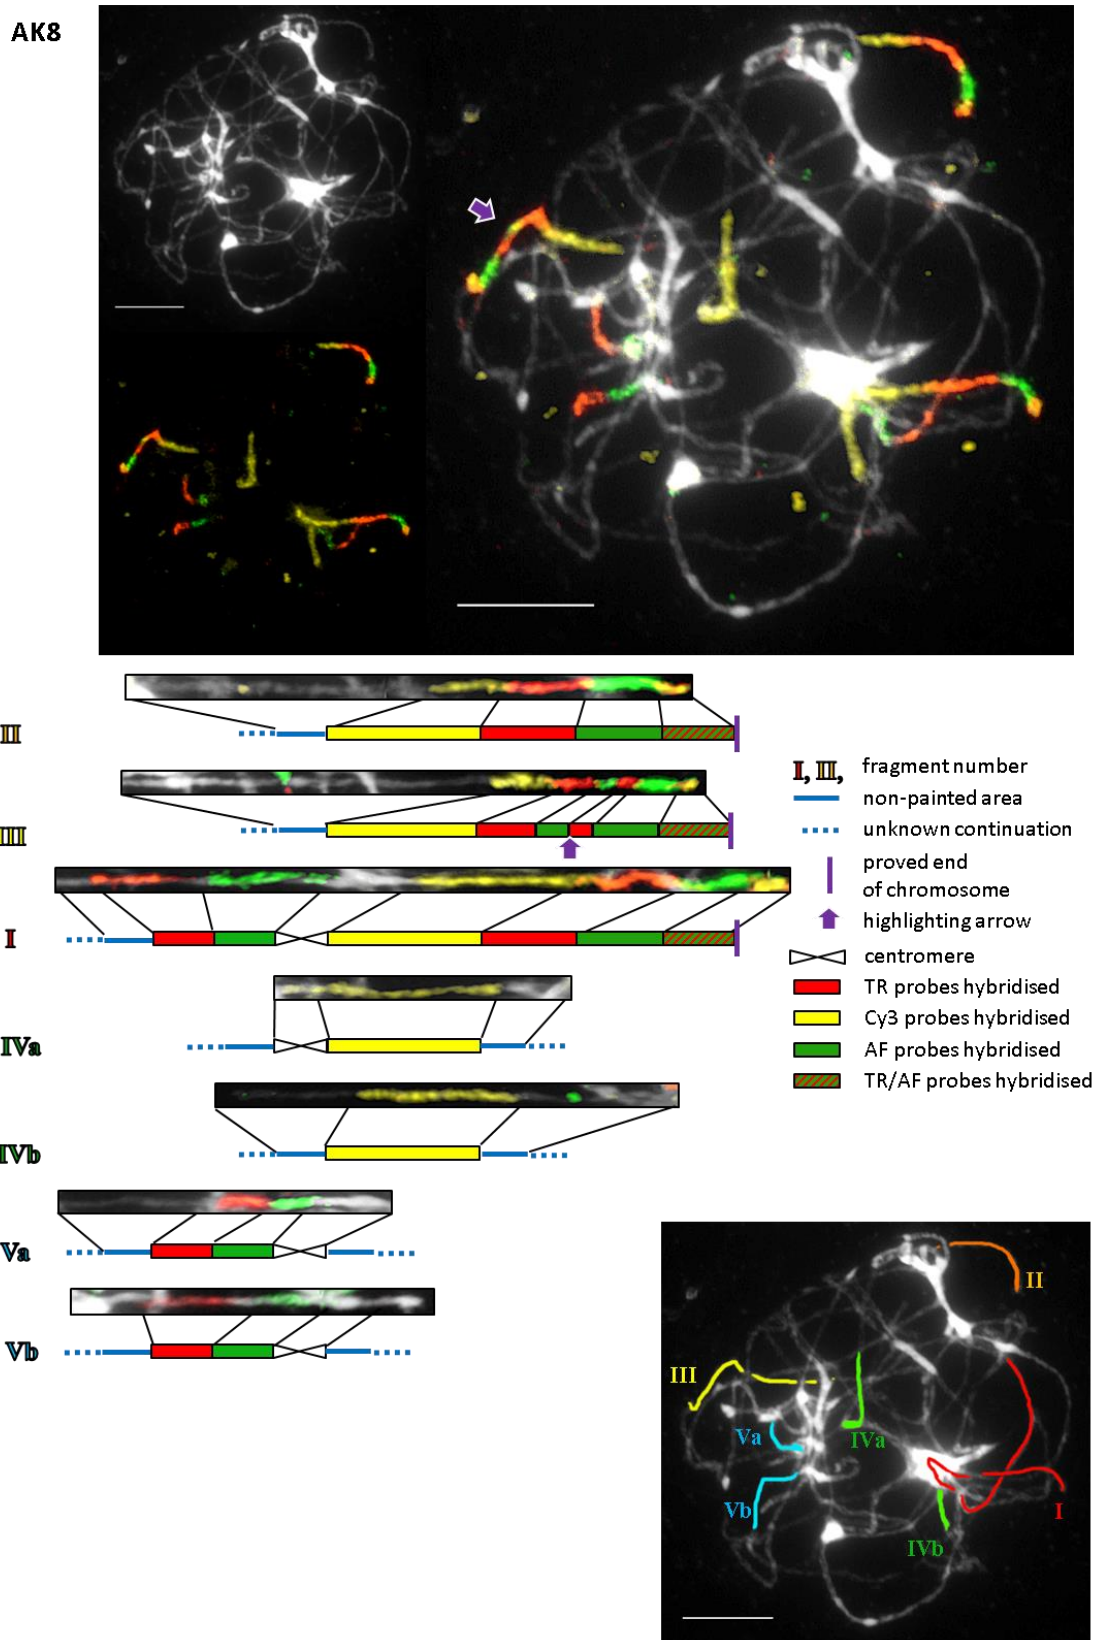 AK8
II
III
I
IVa
IVb
Va
Vb
I, II, fragment number
non-painted area
unknown continuation
proved end
of chromosome
highlighting arrow
centromere
TR probes hybridised
Cy3 probes hybridised
AF probes hybridised
TR/AF probes hybridised
II
III
Va
IVa
Vb
I
IVb